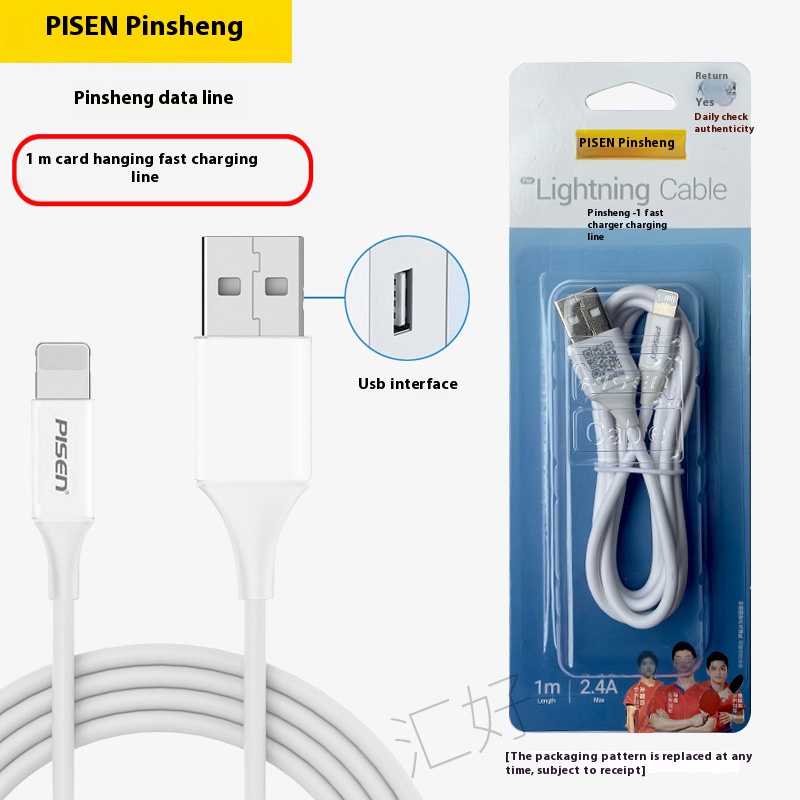 PISEN Pinsheng
Pinsheng data line
1 m card hanging fast charging
line
Usb interface
PISEN
Return
Yes
Daily check
authenticity
PISEN Pinsheng
For
Lightning Cable
Pinsheng -1 fast
charger charging
line
PISEN
Cable
1m
Length
2.4A
Max
汇好
[The packaging pattern is replaced at any
time, subject to receipt]